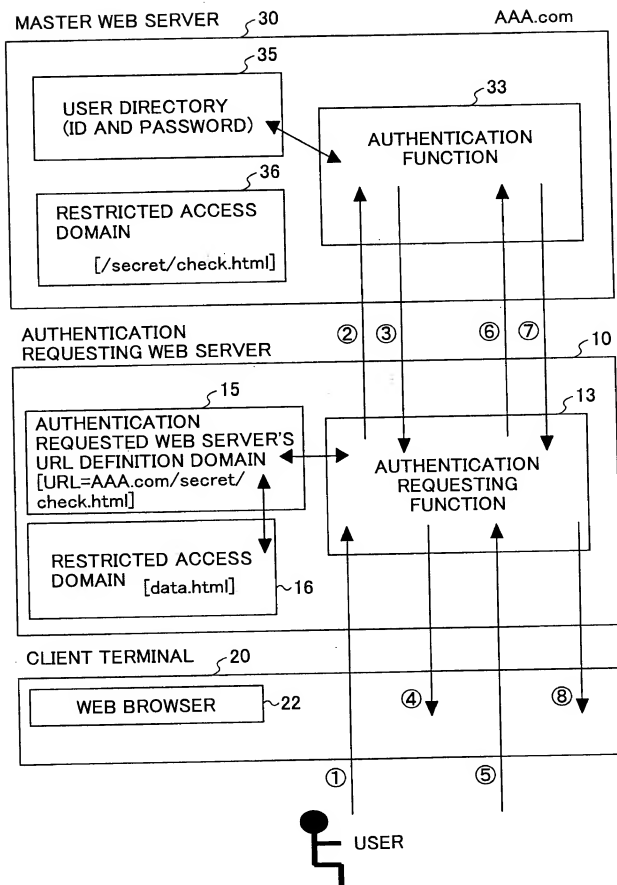 MASTER WEB SERVER
30
AAA.com
35
USER DIRECTORY
(ID AND PASSWORD)
33
AUTHENTICATION
FUNCTION
36
RESTRICTED ACCESS
DOMAIN
[/secret/check.html]
② ③ ⑥ ⑦
AUTHENTICATION
REQUESTING WEB SERVER
10
15
AUTHENTICATION
REQUESTED WEB SERVER'S
URL DEFINITION DOMAIN
[URL=AAA.com/secret/
check.html]
13
AUTHENTICATION
REQUESTING
FUNCTION
RESTRICTED ACCESS
DOMAIN [data.html]
16
CLIENT TERMINAL
20
WEB BROWSER
22
④ ⑧
① ⑤
USER